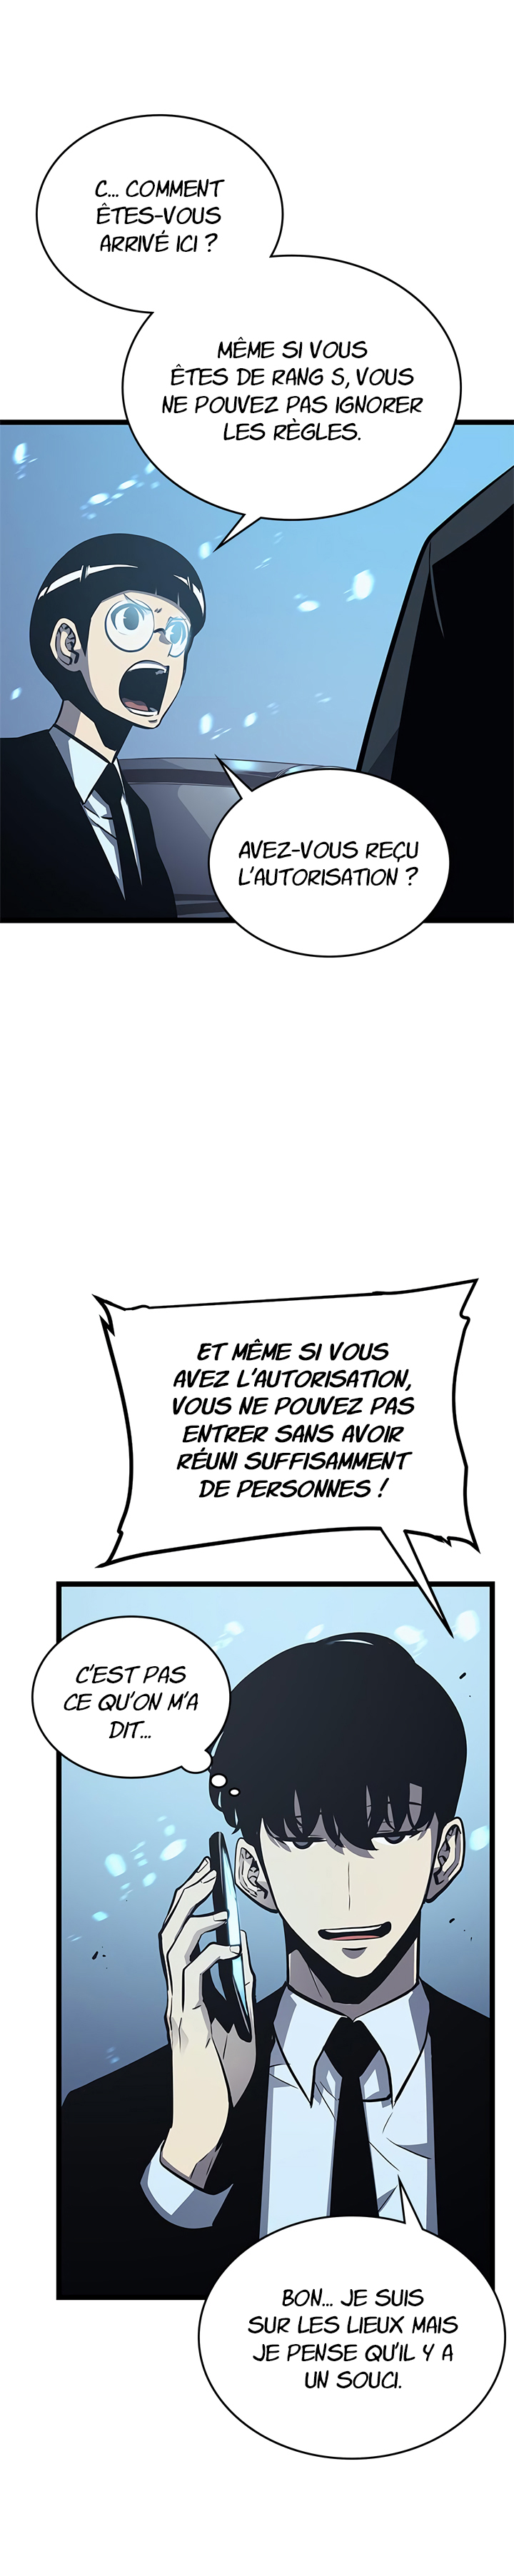 C... COMMENT
ÊTES-VOUS
ARRIVÉ ICI ?
MÊME SI VOUS
ÊTES DE RANG S, VOUS
NE POUVEZ PAS IGNORER
LES RÈGLES.
AVEZ-VOUS REÇU
L'AUTORISATION ?
ET MÊME SI VOUS
AVEZ L'AUTORISATION,
VOUS NE POUVEZ PAS
ENTRER SANS AVOIR
RÉUNI SUFFISAMMENT
DE PERSONNES !
C'EST PAS
CE QU'ON M'A
DIT...
BON... JE SUIS
SUR LES LIEUX MAIS
JE PENSE QU'IL Y A
UN SOUCI.